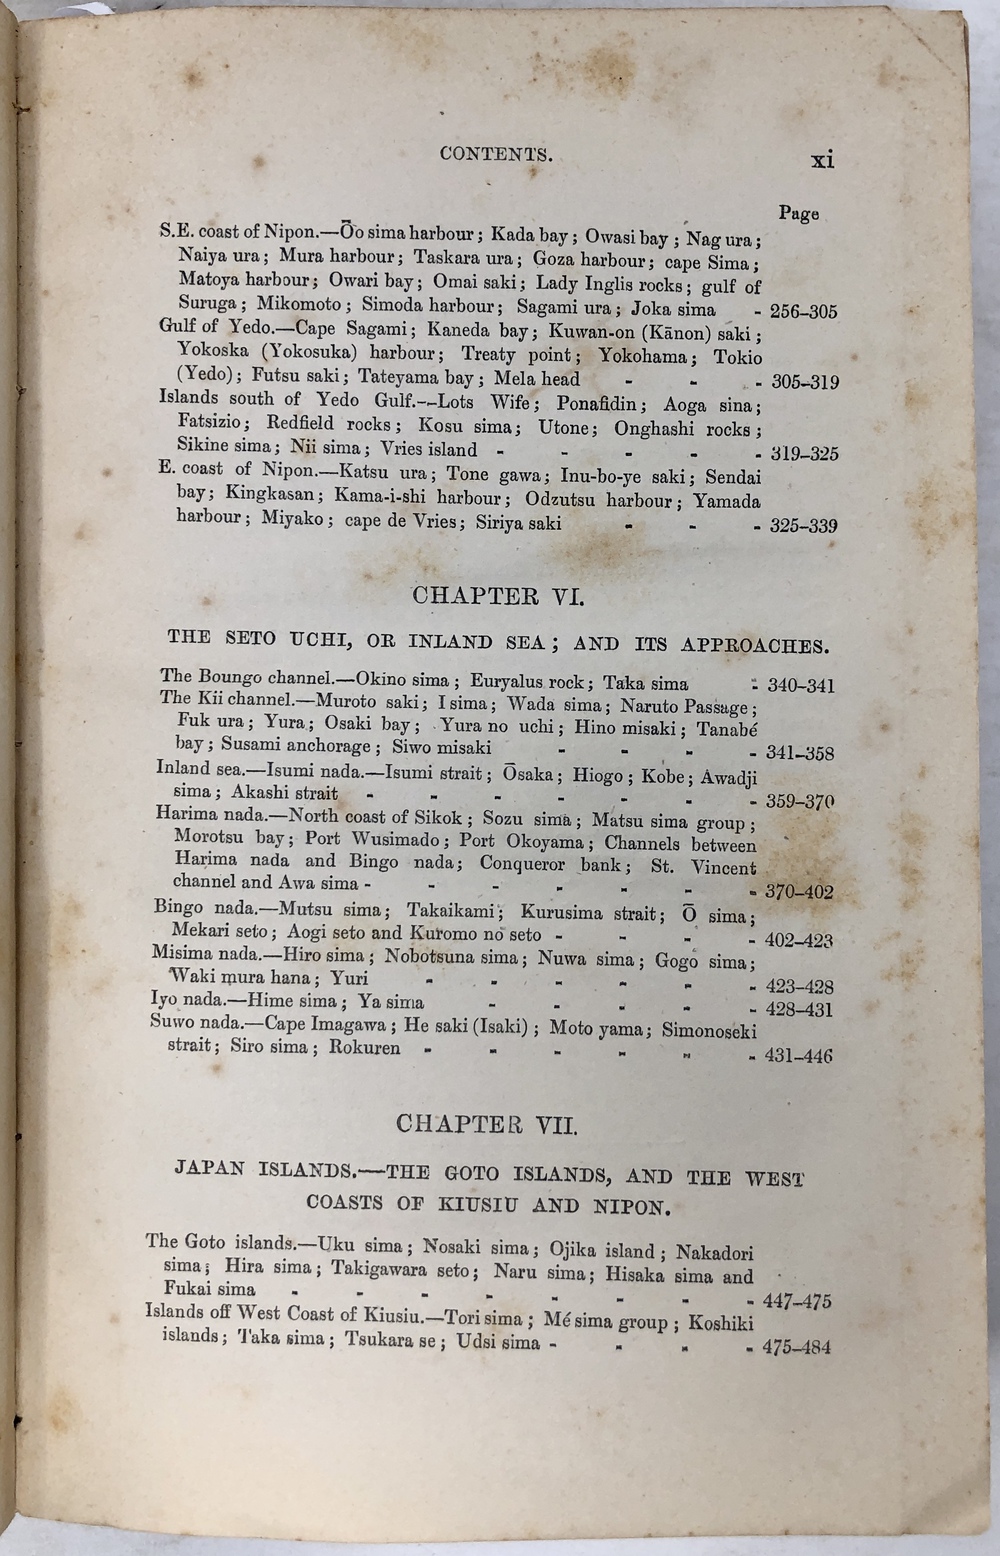 CONTENTS. xi
Page
S.E. coast of Nipon.—Ōo sima harbour; Kada bay; Owasi bay; Nag ura;
Naiya ura; Mura harbour; Taskara ura; Goza harbour; cape Sima;
Matoya harbour; Owari bay; Omai saki; Lady Inglis rocks; gulf of
Suruga; Mikomoto; Simoda harbour; Sagami ura; Joka sima - 256–305
Gulf of Yedo.—Cape Sagami; Kaneda bay; Kuwan-on (Kānon) saki;
Yokoska (Yokosuka) harbour; Treaty point; Yokohama; Tokio
(Yedo); Futsu saki; Tateyama bay; Mela head - - - 305–319
Islands south of Yedo Gulf.—Lots Wife; Ponafidin; Aoga sina;
Fatsizio; Redfield rocks; Kosu sima; Utone; Onghashi rocks;
Sikine sima; Nii sima; Vries island - - - - - 319–325
E. coast of Nipon.—Katsu ura; Tone gawa; Inu-bo-ye saki; Sendai
bay; Kingkasan; Kama-i-shi harbour; Odzutsu harbour; Yamada
harbour; Miyako; cape de Vries; Siriya saki - - - 325–339
CHAPTER VI.
THE SETO UCHI, OR INLAND SEA; AND ITS APPROACHES.
The Boungo channel.—Okino sima; Euryalus rock; Taka sima - 340–341
The Kii channel.—Muroto saki; I sima; Wada sima; Naruto Passage;
Fuk ura; Yura; Osaki bay; Yura no uchi; Hino misaki; Tanabé
bay; Susami anchorage; Siwo misaki - - - - 341–358
Inland sea.—Isumi nada.—Isumi strait; Ōsaka; Hiogo; Kobe; Awadji
sima; Akashi strait - - - - - - - 359–370
Harima nada.—North coast of Sikok; Sozu sima; Matsu sima group;
Morotsu bay; Port Wusimado; Port Okoyama; Channels between
Harima nada and Bingo nada; Conqueror bank; St. Vincent
channel and Awa sima - - - - - - - 370–402
Bingo nada.—Mutsu sima; Takaikami; Kurusima strait; Ō sima;
Mekari seto; Aogi seto and Kuromo no seto - - - - 402–423
Misima nada.—Hiro sima; Nobotsuna sima; Nuwa sima; Gogo sima;
Waki mura hana; Yuri - - - - - - 423–428
Iyo nada.—Hime sima; Ya sima - - - - - 428–431
Suwo nada.—Cape Imagawa; He saki (Isaki); Moto yama; Simonoseki
strait; Siro sima; Rokuren - - - - - - 431–446
CHAPTER VII.
JAPAN ISLANDS.—THE GOTO ISLANDS, AND THE WEST
COASTS OF KIUSIU AND NIPON.
The Goto islands.—Uku sima; Nosaki sima; Ojika island; Nakadori
sima; Hira sima; Takigawara seto; Naru sima; Hisaka sima and
Fukai sima - - - - - - - - 447–475
Islands off West Coast of Kiusiu.—Tori sima; Mé sima group; Koshiki
islands; Taka sima; Tsukara se; Udsi sima - - - - 475–484